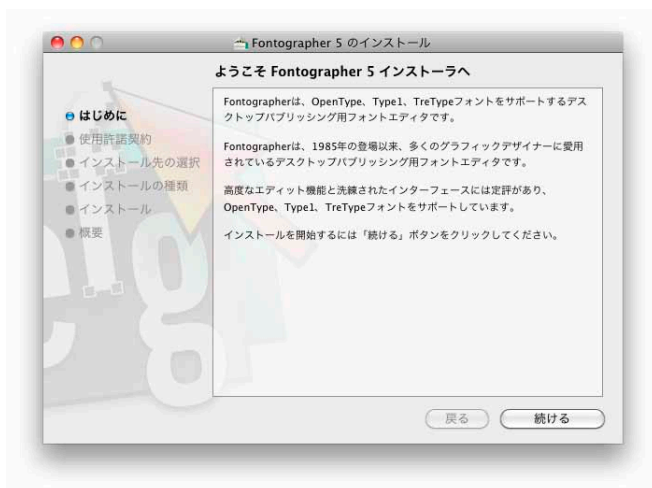 Fontographer 5 のインストール
ようこそ Fontographer 5 インストーラへ
はじめに
使用許諾契約
インストール先の選択
インストールの種類
インストール
概要
Fontographerは、OpenType、Type1、TreTypeフォントをサポートするデス
クトップパブリッシング用フォントエディタです。
Fontographerは、1985年の登場以来、多くのグラフィックデザイナーに愛用
されているデスクトップパブリッシング用フォントエディタです。
高度なエディット機能と洗練されたインターフェースには定評があり、
OpenType、Type1、TreTypeフォントをサポートしています。
インストールを開始するには「続ける」ボタンをクリックしてください。
戻る
続ける